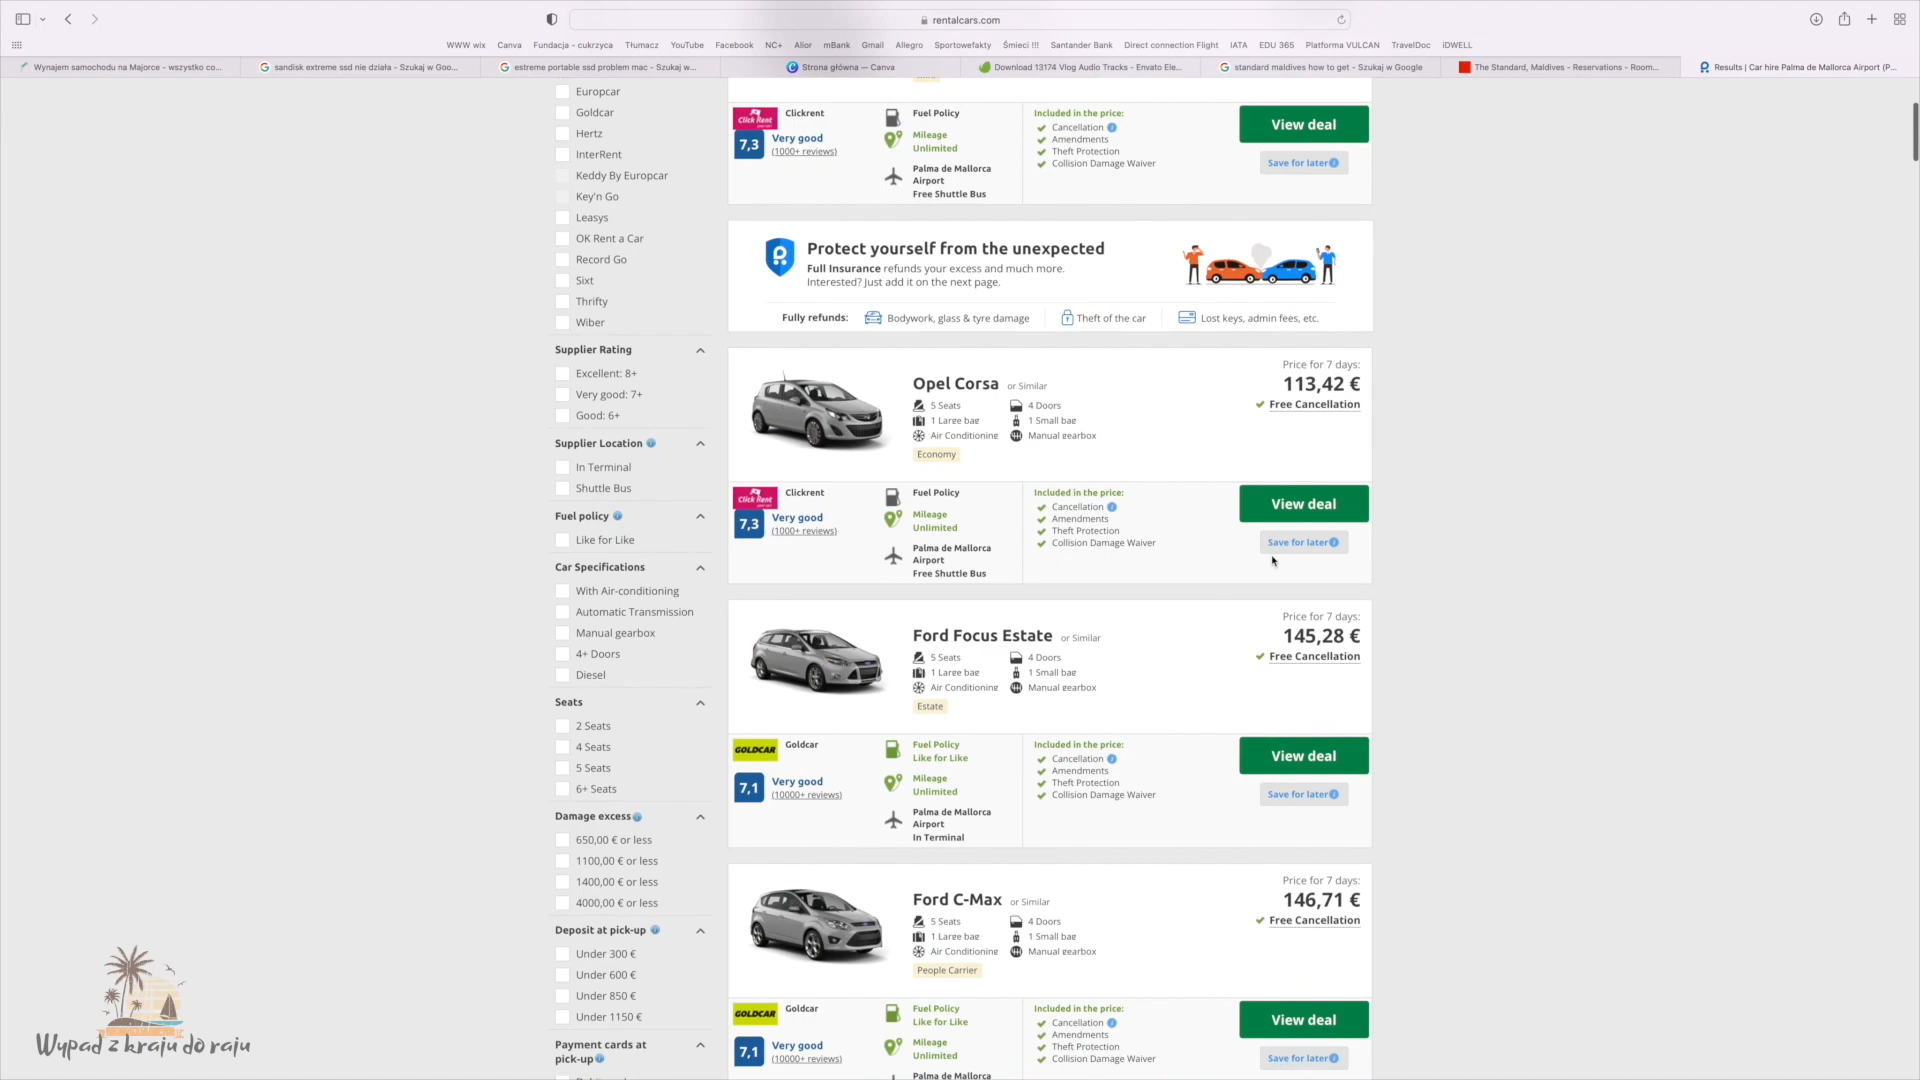 rentalcars.com
WWW wix
Canva
Fundacja - cukrzyca
Tłumacz
YouTube
Facebook
NC+
Alior
mBank
Gmail
Allegro
Sportowefakty
Śmieci !!!
Santander Bank
Direct connection Flight
IATA
EDU 365
Platforma VULCAN
TravelDoc
iDWELL
Wynajem samochodu na Majorce - wszystko co...
sandisk extreme ssd nie działa - Szukaj w Goo...
estreme portable ssd problem mac - Szukaj w...
Strona główna — Canva
Download 13174 Vlog Audio Tracks - Envato Ele...
standard maldives how to get - Szukaj w Google
The Standard, Maldives - Reservations - Room...
Results | Car hire Palma de Mallorca Airport (P...
Europcar
Goldcar
Hertz
InterRent
Keddy By Europcar
Key'n Go
Leasys
OK Rent a Car
Record Go
Sixt
Thrifty
Wiber
Supplier Rating
Excellent: 8+
Very good: 7+
Good: 6+
Supplier Location
In Terminal
Shuttle Bus
Fuel policy
Like for Like
Car Specifications
With Air-conditioning
Automatic Transmission
Manual gearbox
4+ Doors
Diesel
Seats
2 Seats
4 Seats
5 Seats
6+ Seats
Damage excess
650,00 € or less
1100,00 € or less
1400,00 € or less
4000,00 € or less
Deposit at pick-up
Under 300 €
Under 600 €
Under 850 €
Under 1150 €
Payment cards at
pick-up
Click Rent
Clickrent
7,3
Very good
(1000+ reviews)
Fuel Policy
Mileage
Unlimited
Palma de Mallorca
Airport
Free Shuttle Bus
Included in the price:
Cancellation
Amendments
Theft Protection
Collision Damage Waiver
View deal
Save for later
Protect yourself from the unexpected
Full Insurance refunds your excess and much more.
Interested? Just add it on the next page.
Fully refunds:
Bodywork, glass & tyre damage
Theft of the car
Lost keys, admin fees, etc.
Opel Corsa or Similar
5 Seats
4 Doors
1 Large bag
1 Small bag
Air Conditioning
Manual gearbox
Economy
Price for 7 days:
113,42 €
Free Cancellation
Click Rent
Clickrent
7,3
Very good
(1000+ reviews)
Fuel Policy
Mileage
Unlimited
Palma de Mallorca
Airport
Free Shuttle Bus
Included in the price:
Cancellation
Amendments
Theft Protection
Collision Damage Waiver
View deal
Save for later
Ford Focus Estate or Similar
5 Seats
4 Doors
1 Large bag
1 Small bag
Air Conditioning
Manual gearbox
Estate
Price for 7 days:
145,28 €
Free Cancellation
GOLDCAR
Goldcar
7,1
Very good
(10000+ reviews)
Fuel Policy
Like for Like
Mileage
Unlimited
Palma de Mallorca
Airport
In Terminal
Included in the price:
Cancellation
Amendments
Theft Protection
Collision Damage Waiver
View deal
Save for later
Ford C-Max or Similar
5 Seats
4 Doors
1 Large bag
1 Small bag
Air Conditioning
Manual gearbox
People Carrier
Price for 7 days:
146,71 €
Free Cancellation
GOLDCAR
Goldcar
7,1
Very good
(10000+ reviews)
Fuel Policy
Like for Like
Mileage
Unlimited
Palma de Mallorca
Included in the price:
Cancellation
Amendments
Theft Protection
Collision Damage Waiver
View deal
Save for later
Wypad z kraju do raju